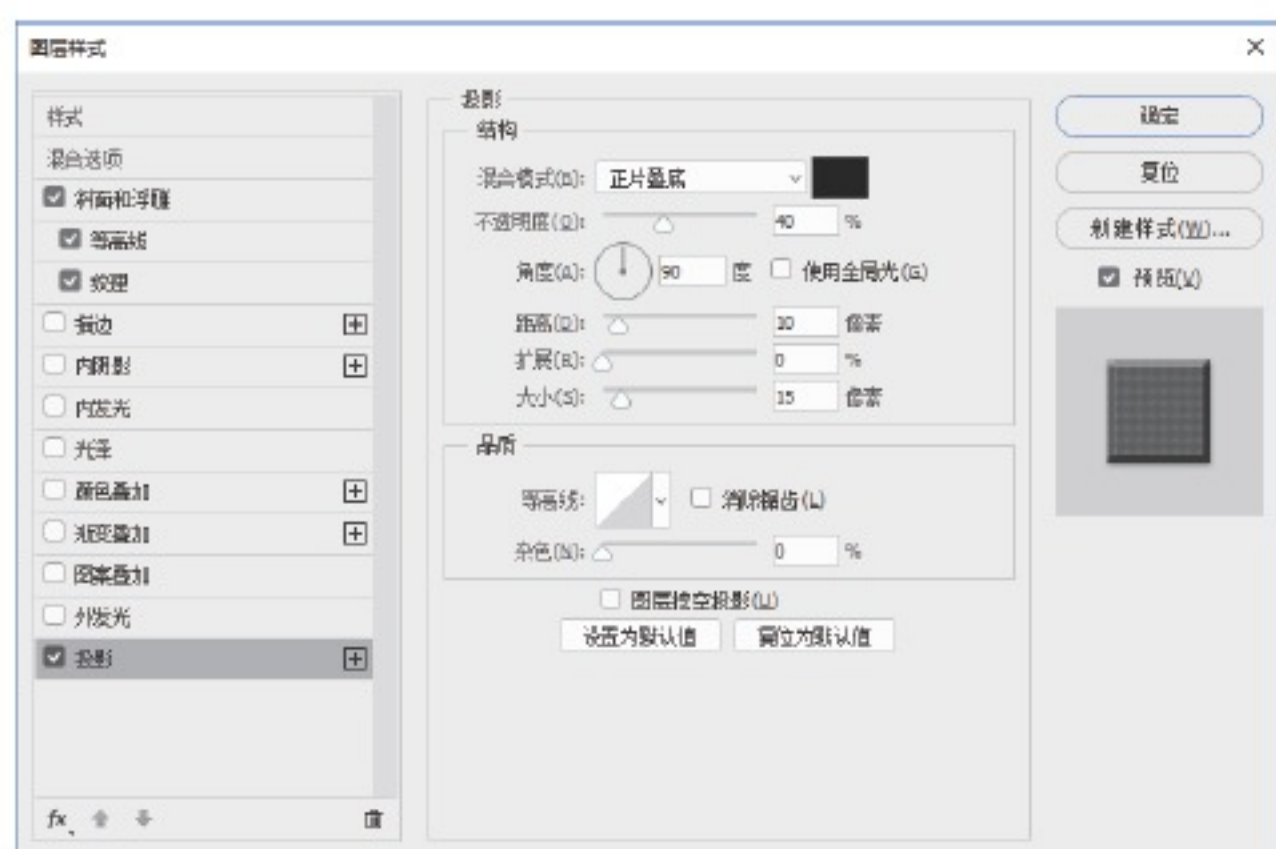 图层样式
样式
混合选项
斜面和浮雕
等高线
纹理
描边
内阴影
内发光
光泽
颜色叠加
渐变叠加
图案叠加
外发光
投影
fx
投影
结构
混合模式(B): 正片叠底
不透明度(O): 40 %
角度(A): 90 度 使用全局光(G)
距离(D): 10 像素
扩展(R): 0 %
大小(S): 15 像素
品质
等高线: 消除锯齿(L)
杂色(N): 0 %
图层挖空投影(U)
设置为默认值 复位为默认值
确定
复位
新建样式(W)...
预览(V)